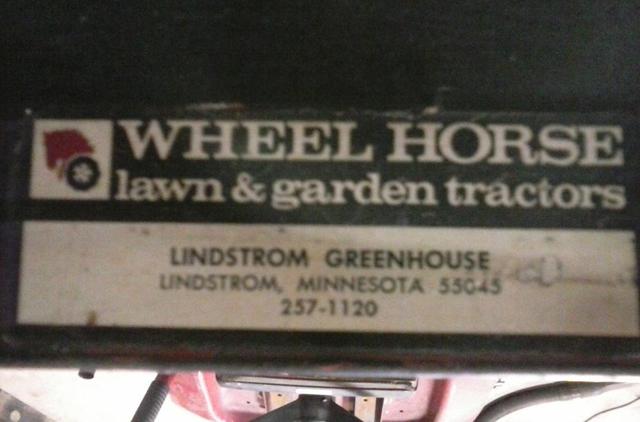 WHEEL HORSE
lawn & garden tractors
LINDSTROM GREENHOUSE
LINDSTROM, MINNESOTA 55045
257-1120